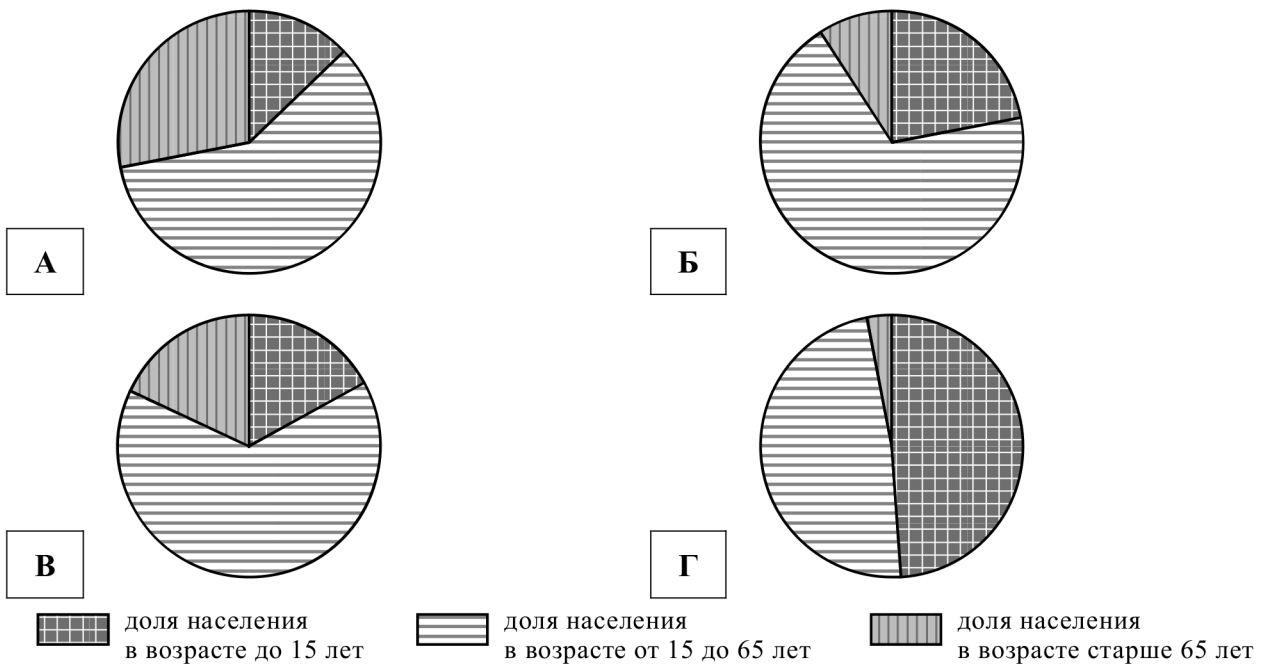 А
Б
В
Г
доля населения
в возрасте до 15 лет
доля населения
в возрасте от 15 до 65 лет
доля населения
в возрасте старше 65 лет